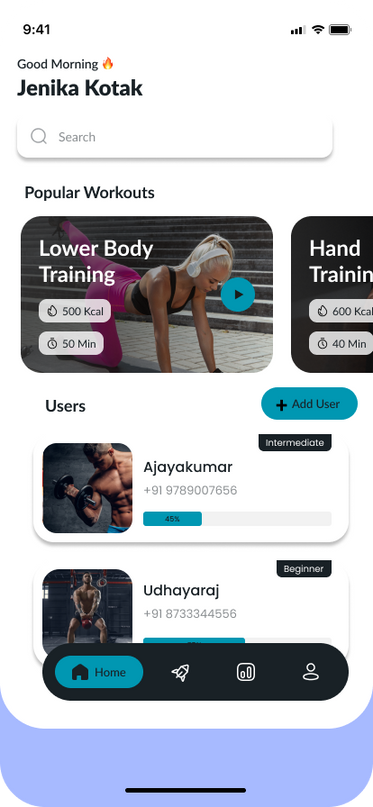 9:41
Good Morning 🔥
Jenika Kotak
Search
Popular Workouts
Lower Body
Training
500 Kcal
50 Min
Hand
Trainin
600 Kcal
40 Min
Users
+ Add User
Intermediate
Ajayakumar
+91 9789007656
45%
Beginner
Udhayaraj
+91 8733344556
Home